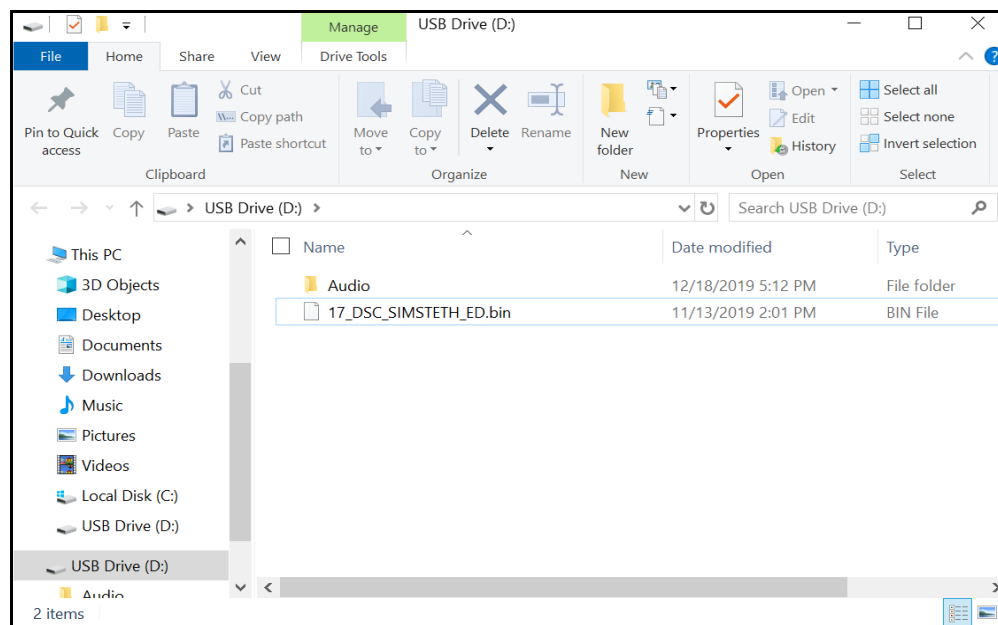 Manage USB Drive (D:)
File Home Share View Drive Tools
Pin to Quick access
Copy
Paste
Cut
Copy path
Paste shortcut
Clipboard
Move to
Copy to
Delete
Rename
Organize
New folder
New
Properties
Open
Edit
History
Open
Select all
Select none
Invert selection
Select
USB Drive (D:)
Search USB Drive (D:)
Name Date modified Type
Audio 12/18/2019 5:12 PM File folder
17_DSC_SIMSTETH_ED.bin 11/13/2019 2:01 PM BIN File
This PC
3D Objects
Desktop
Documents
Downloads
Music
Pictures
Videos
Local Disk (C:)
USB Drive (D:)
USB Drive (D:)
Audio
2 items